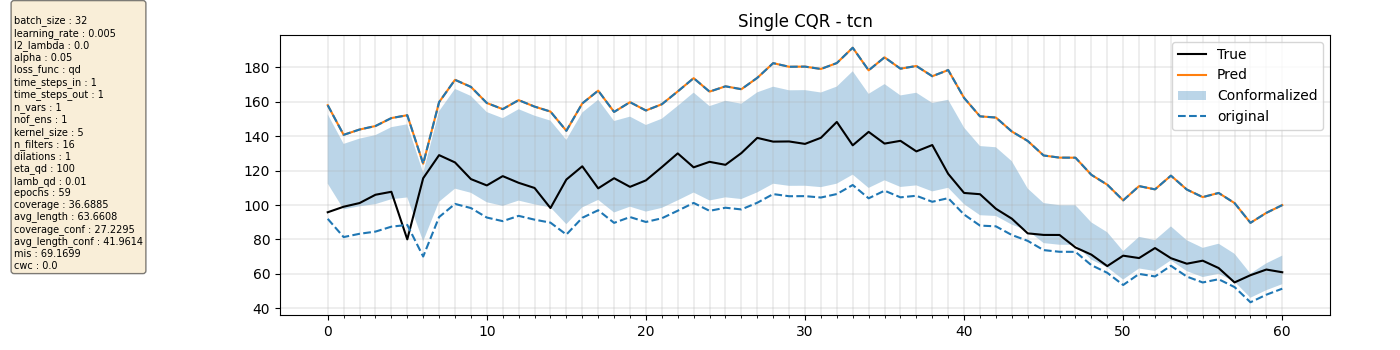 Single CQR - tcn
batch_size : 32
learning_rate : 0.005
l2_lambda : 0.0
alpha : 0.05
loss_func : qd
time_steps_in : 1
time_steps_out : 1
n_vars : 1
nof_ens : 1
kernel_size : 5
n_filters : 16
dilations : 1
eta_qd : 100
lamb_qd : 0.01
epochs : 59
coverage : 36.6885
avg_length : 63.6608
coverage_conf : 27.2295
avg_length_conf : 41.9614
mis : 69.1699
cwc : 0.0
180
160
140
120
100
80
60
40
0 10 20 30 40 50 60
True
Pred
Conformalized
original